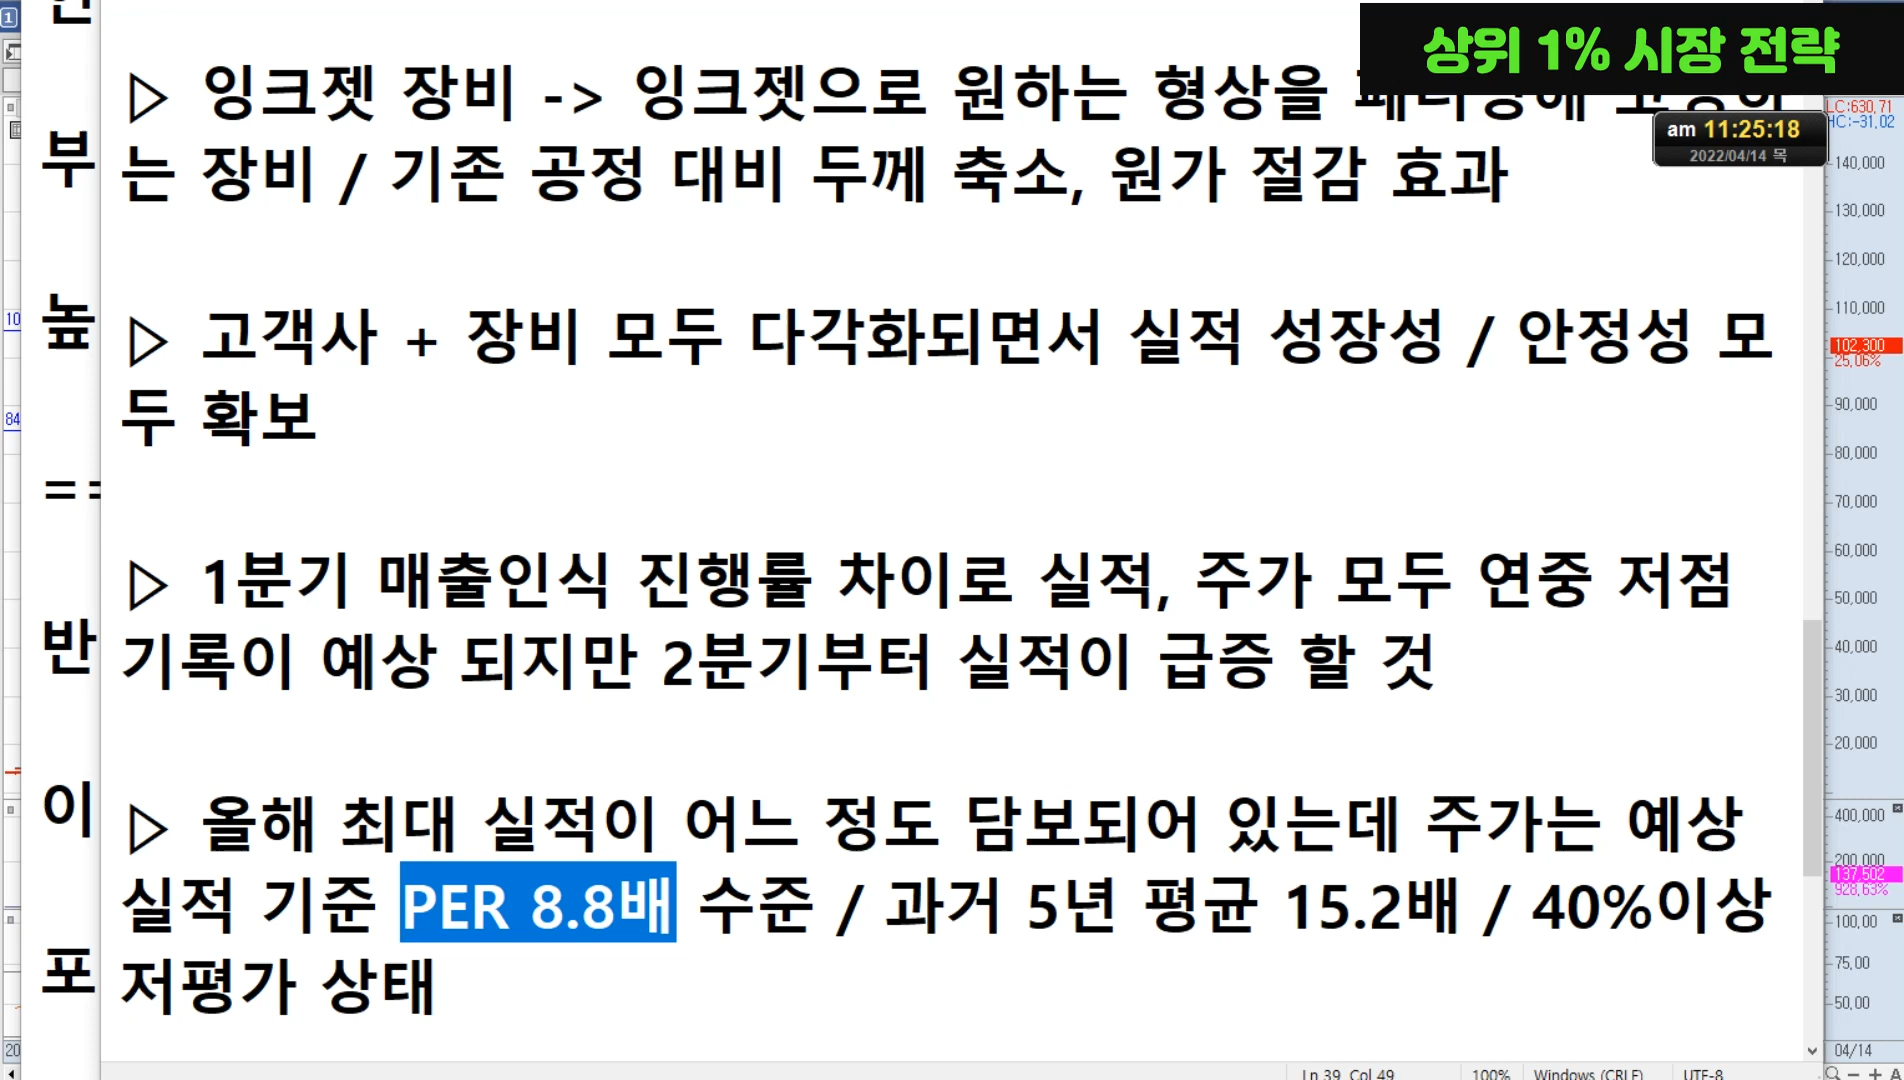 상위 1% 시장 전략
am 11:25:18
2022/04/14 목
▷ 잉크젯 장비 -> 잉크젯으로 원하는 형상을
는 장비 / 기존 공정 대비 두께 축소, 원가 절감 효과
▷ 고객사 + 장비 모두 다각화되면서 실적 성장성 / 안정성 모
두 확보
▷ 1분기 매출인식 진행률 차이로 실적, 주가 모두 연중 저점
기록이 예상 되지만 2분기부터 실적이 급증 할 것
▷ 올해 최대 실적이 어느 정도 담보되어 있는데 주가는 예상
실적 기준 PER 8.8배 수준 / 과거 5년 평균 15.2배 / 40%이상
저평가 상태
부
높
==
반
이
포
1
10
84
20
LC:630.71
HC:-31.02
140,000
130,000
120,000
110,000
102,300
25.06%
90,000
80,000
70,000
60,000
50,000
40,000
30,000
20,000
400,000
200,000
137,502
928.63%
100,00
75,00
50,00
04/14
Ln 39, Col 49
100%
Windows (CRLF)
UTF-8